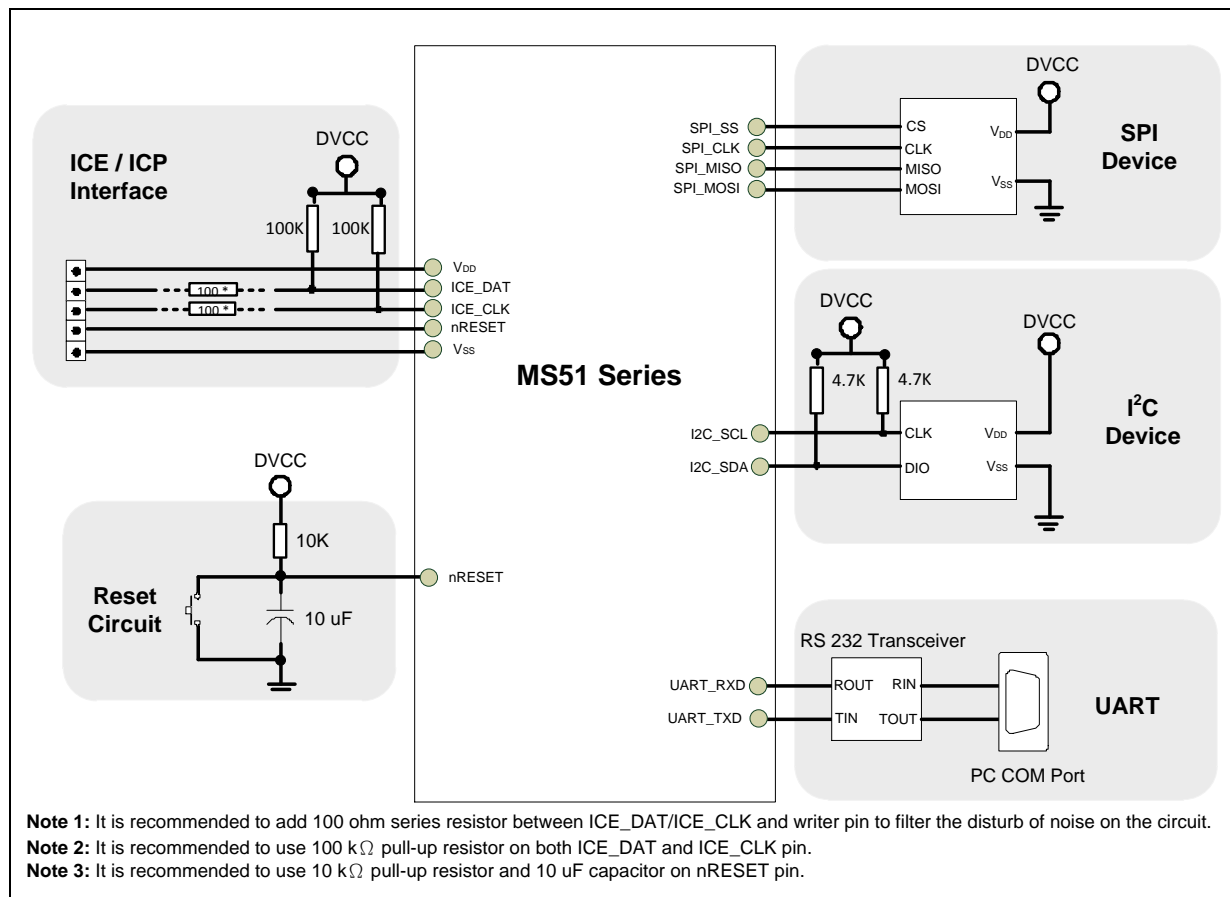 ICE / ICP
Interface
DVCC
100K
100K
100 *
100 *
VDD
ICE_DAT
ICE_CLK
nRESET
VSS
DVCC
10K
Reset
Circuit
10 uF
nRESET
MS51 Series
SPI_SS
SPI_CLK
SPI_MISO
SPI_MOSI
CS
CLK
MISO
MOSI
VDD
VSS
DVCC
SPI
Device
I2C_SCL
I2C_SDA
DVCC
4.7K
4.7K
CLK
DIO
VDD
VSS
DVCC
I²C
Device
UART_RXD
UART_TXD
RS 232 Transceiver
ROUT
RIN
TIN
TOUT
PC COM Port
UART
Note 1: It is recommended to add 100 ohm series resistor between ICE_DAT/ICE_CLK and writer pin to filter the disturb of noise on the circuit.
Note 2: It is recommended to use 100 kΩ pull-up resistor on both ICE_DAT and ICE_CLK pin.
Note 3: It is recommended to use 10 kΩ pull-up resistor and 10 uF capacitor on nRESET pin.